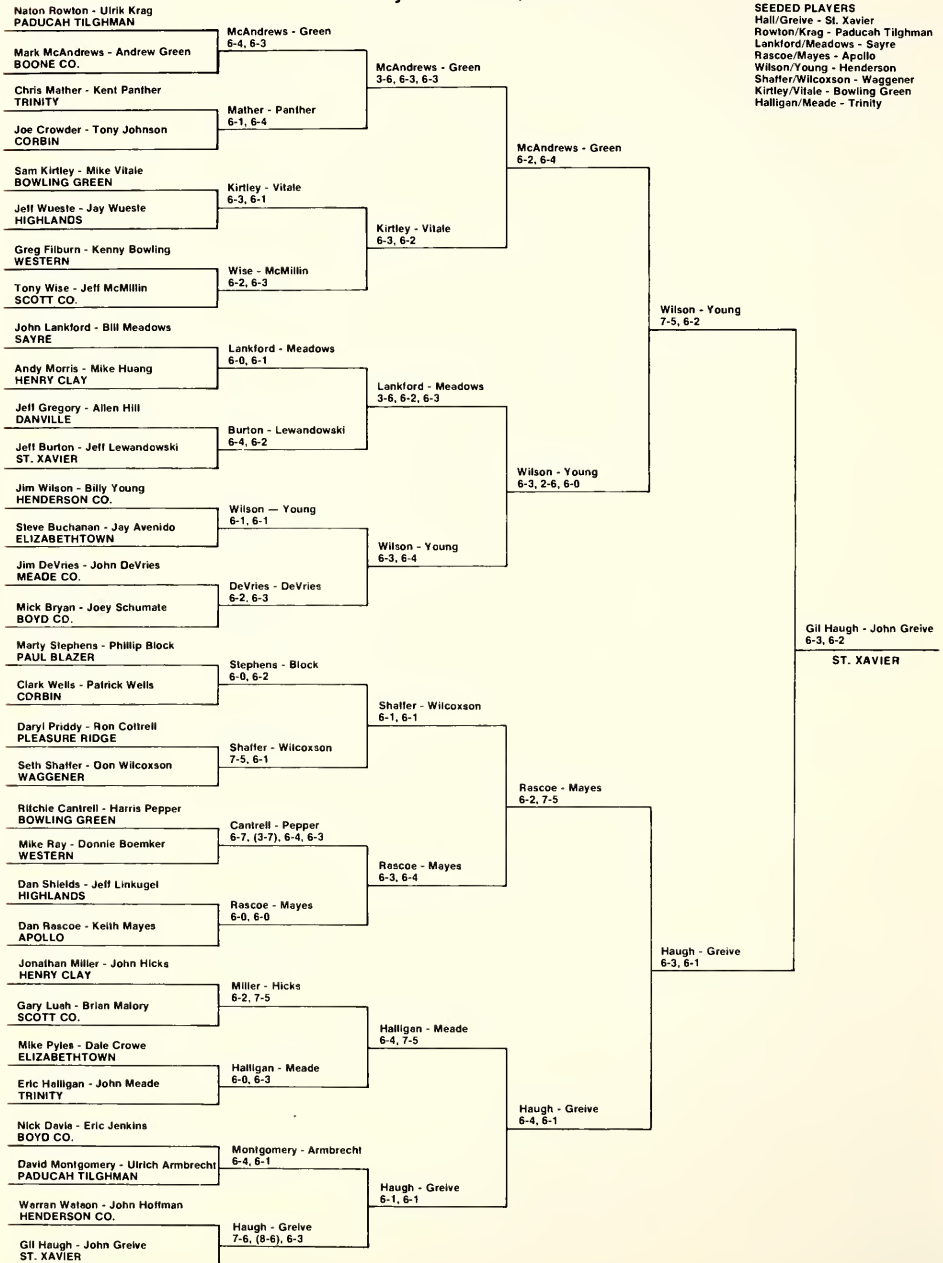 SEEDED PLAYERS
Hall/Greive - St. Xavier
Rowton/Krag - Paducah Tilghman
Lankford/Meadows - Sayre
Rascoe/Mayes - Apollo
Wilson/Young - Henderson
Shaffer/Wilcoxson - Waggener
Kirtley/Vitale - Bowling Green
Halligan/Meade - Trinity
Naton Rowton - Ulrik Krag
PADUCAH TILGHMAN
Mark McAndrews - Andrew Green
BOONE CO.
Chris Mather - Kent Panther
TRINITY
Joe Crowder - Tony Johnson
CORBIN
Sam Kirtley - Mike Vitale
BOWLING GREEN
Jeff Wueste - Jay Wueste
HIGHLANDS
Greg Filburn - Kenny Bowling
WESTERN
Tony Wise - Jeff McMillin
SCOTT CO.
John Lankford - Bill Meadows
SAYRE
Andy Morris - Mike Huang
HENRY CLAY
Jeff Gregory - Allen Hill
DANVILLE
Jeff Burton - Jeff Lewandowski
ST. XAVIER
Jim Wilson - Billy Young
HENDERSON CO.
Steve Buchanan - Jay Avenido
ELIZABETHTOWN
Jim DeVries - John DeVries
MEADE CO.
Mick Bryan - Joey Schumate
BOYD CO.
Marty Stephens - Phillip Block
PAUL BLAZER
Clark Wells - Patrick Wells
CORBIN
Daryl Priddy - Ron Cottrell
PLEASURE RIDGE
Seth Shaffer - Don Wilcoxson
WAGGENER
Ritchie Cantrell - Harris Pepper
BOWLING GREEN
Mike Ray - Donnie Boemker
WESTERN
Dan Shields - Jeff Linkugel
HIGHLANDS
Dan Rascoe - Keith Mayes
APOLLO
Jonathan Miller - John Hicks
HENRY CLAY
Gary Lush - Brian Malory
SCOTT CO.
Mike Pyles - Dale Crowe
ELIZABETHTOWN
Eric Halligan - John Meade
TRINITY
Nick Davis - Eric Jenkins
BOYD CO.
David Montgomery - Ulrich Armbrecht
PADUCAH TILGHMAN
Warren Watson - John Hoffman
HENDERSON CO.
Gil Haugh - John Greive
ST. XAVIER
McAndrews - Green
6-4, 6-3
Mather - Panther
6-1, 6-4
Kirtley - Vitale
6-3, 6-1
Wise - McMillin
6-2, 6-3
Lankford - Meadows
6-0, 6-1
Burton - Lewandowski
6-4, 6-2
Wilson — Young
6-1, 6-1
DeVries - DeVries
6-2, 6-3
Stephens - Block
6-0, 6-2
Shaffer - Wilcoxson
7-5, 6-1
Cantrell - Pepper
6-7, (3-7), 6-4, 6-3
Rascoe - Mayes
6-0, 6-0
Miller - Hicks
6-2, 7-5
Halligan - Meade
6-0, 6-3
Montgomery - Armbrecht
6-4, 6-1
Haugh - Greive
7-6, (8-6), 6-3
McAndrews - Green
3-6, 6-3, 6-3
Kirtley - Vitale
6-3, 6-2
Lankford - Meadows
3-6, 6-2, 6-3
Wilson - Young
6-3, 6-4
Shaffer - Wilcoxson
6-1, 6-1
Rascoe - Mayes
6-3, 6-4
Halligan - Meade
6-4, 7-5
Haugh - Greive
6-1, 6-1
McAndrews - Green
6-2, 6-4
Wilson - Young
6-3, 2-6, 6-0
Rascoe - Mayes
6-2, 7-5
Haugh - Greive
6-4, 6-1
Wilson - Young
7-5, 6-2
Haugh - Greive
6-3, 6-1
Gil Haugh - John Greive
6-3, 6-2
ST. XAVIER